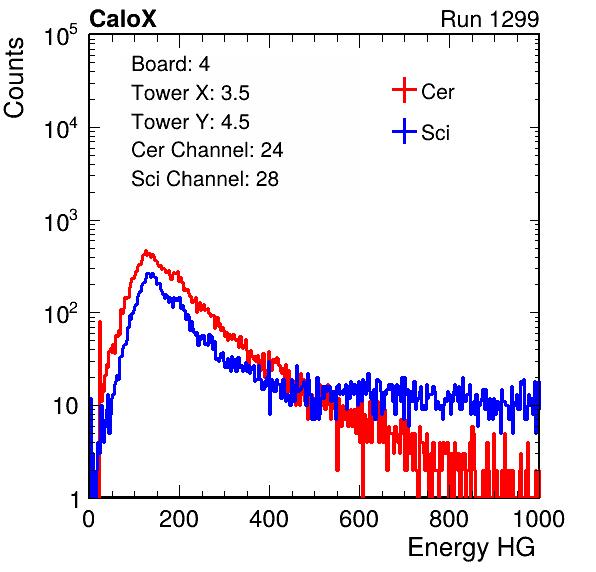 CaloX Run 1299
Counts
Board: 4
Tower X: 3.5
Tower Y: 4.5
Cer Channel: 24
Sci Channel: 28
Cer
Sci
10^5
10^4
10^3
10^2
10
1
0 200 400 600 800 1000
Energy HG